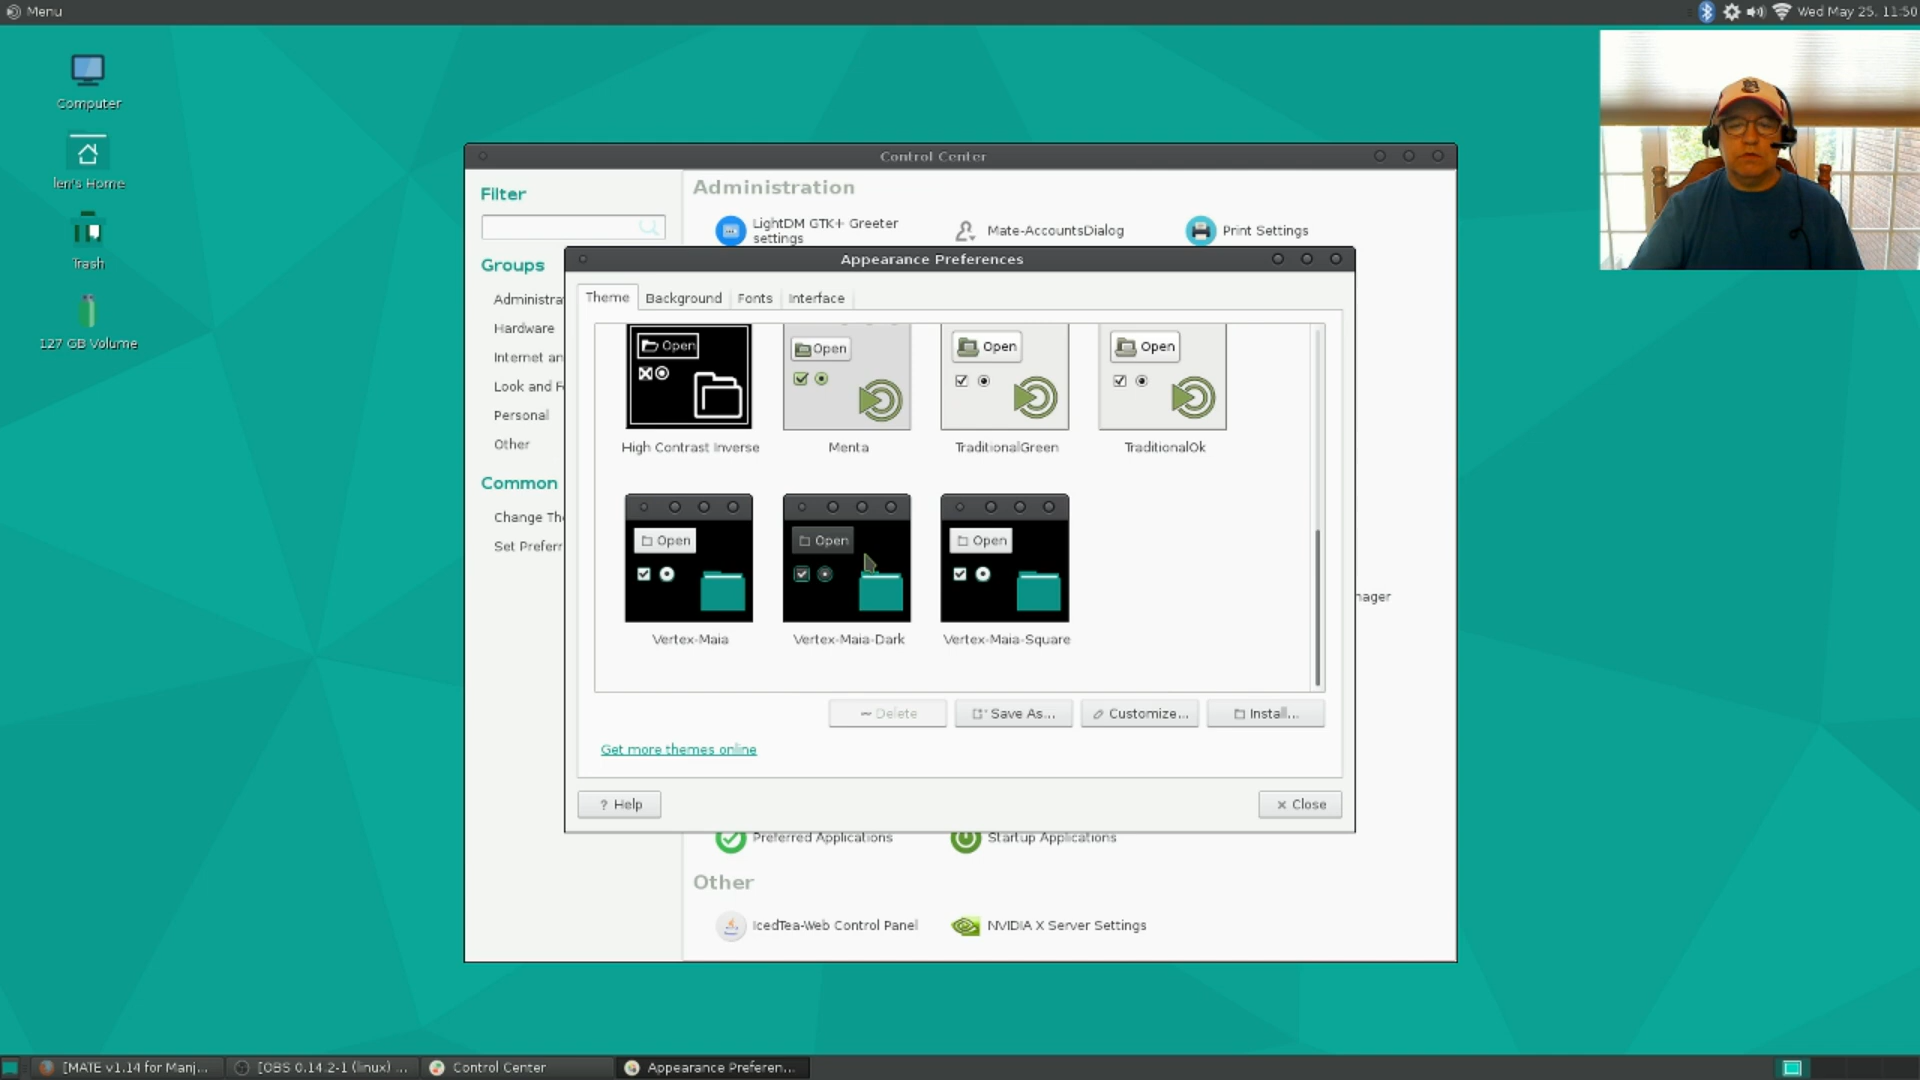 Menu
Wed May 25, 11:50
Computer
len's Home
Trash
127 GB Volume
Control Center
Filter
Administration
LightDM GTK+ Greeter
settings
Mate-AccountsDialog
Print Settings
Groups
Administra
Hardware
Internet an
Look and F
Personal
Other
Common
Change Th
Set Preferr
Appearance Preferences
Theme
Background
Fonts
Interface
Open
Open
Open
Open
High Contrast Inverse
Menta
TraditionalGreen
TraditionalOk
Open
Open
Open
Vertex-Maia
Vertex-Maia-Dark
Vertex-Maia-Square
nager
Delete
Save As...
Customize...
Install...
Get more themes online
? Help
Close
Preferred Applications
Startup Applications
Other
IcedTea-Web Control Panel
NVIDIA X Server Settings
[MATE v1.14 for Manj...
[OBS 0.14.2-1 (linux) ...
Control Center
Appearance Preferen...